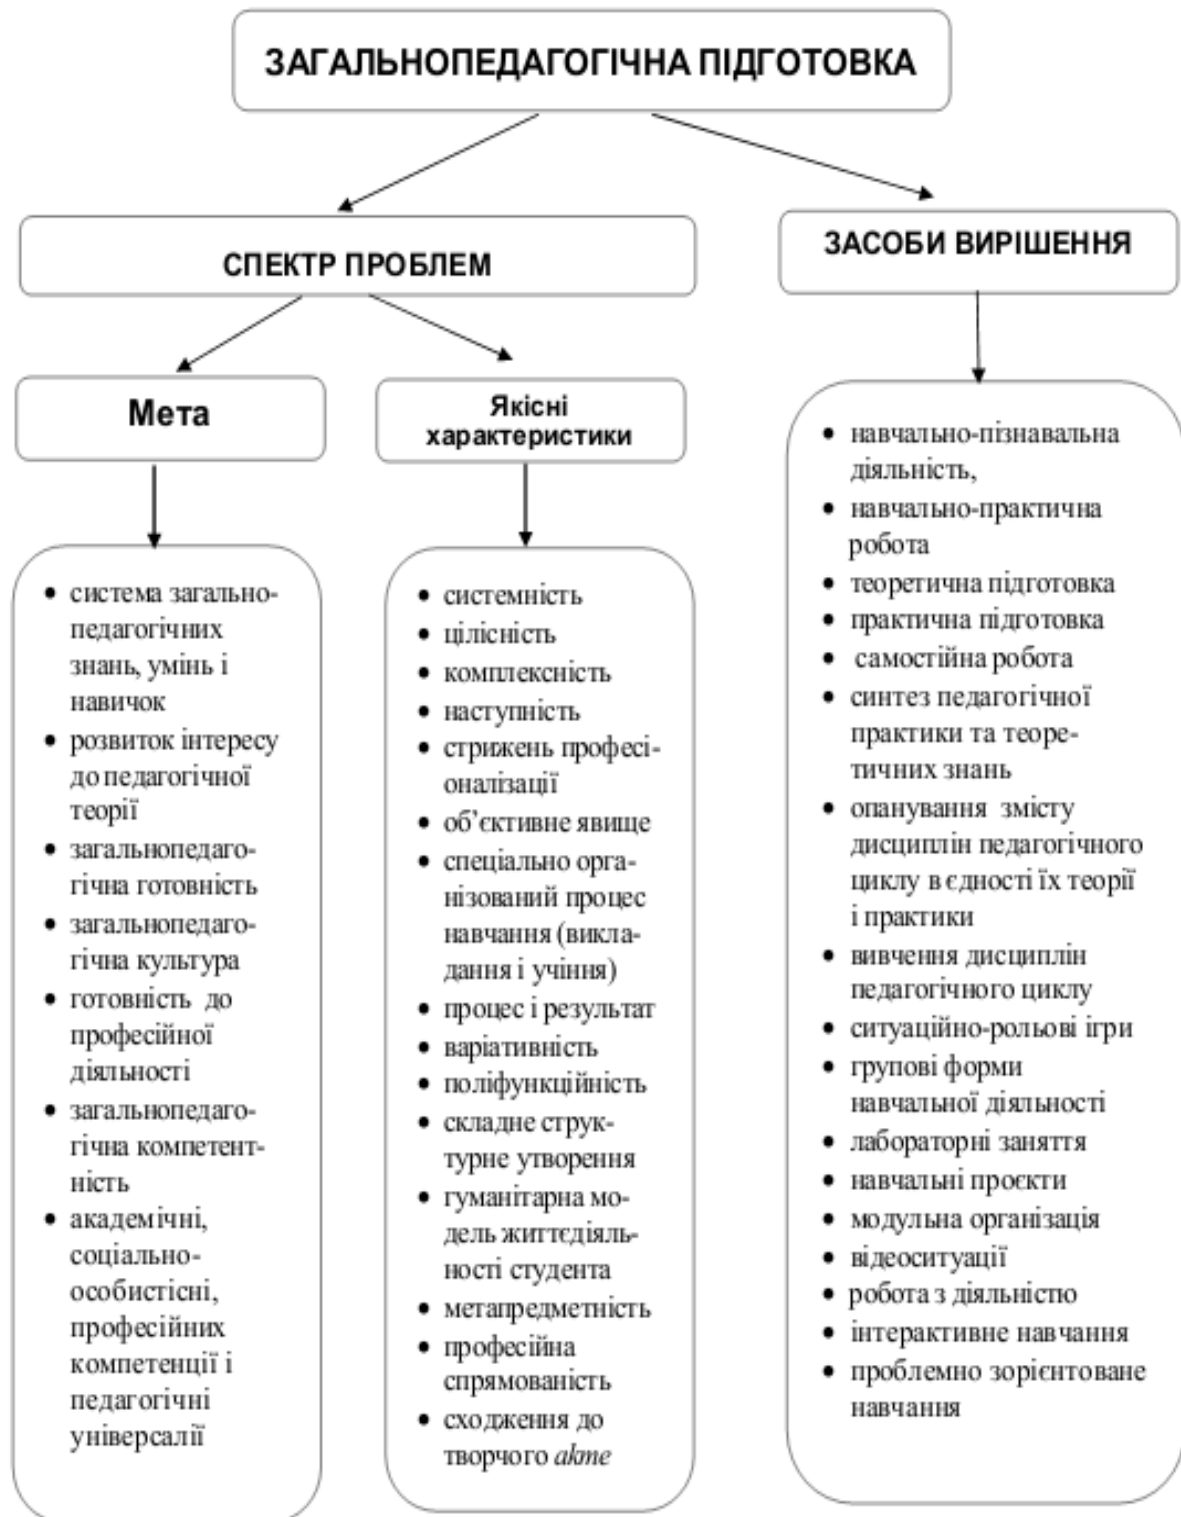 ЗАГАЛЬНОПЕДАГОГІЧНА ПІДГОТОВКА
СПЕКТР ПРОБЛЕМ
ЗАСОБИ ВИРІШЕННЯ
Мета
Якісні
характеристики
• система загально-
педагогічних
знань, умінь і
навичок
• розвиток інтересу
до педагогічної
теорії
• загальнопедаго-
гічна готовність
• загальнопедаго-
гічна культура
• готовність до
професійної
діяльності
• загальнопедаго-
гічна компетент-
ність
• академічні,
соціально-
особистісні,
професійних
компетенції і
педагогічні
універсалії
• системність
• цілісність
• комплексність
• наступність
• стрижень професі-
оналізації
• об’єктивне явище
• спеціально орга-
нізований процес
навчання (викла-
дання і учіння)
• процес і результат
• варіативність
• поліфункційність
• складне струк-
турне утворення
• гуманітарна мо-
дель життєдіяль-
ності студента
• метапредметність
• професійна
спрямованість
• сходження до
творчого akme
• навчально-пізнавальна
діяльність,
• навчально-практична
робота
• теоретична підготовка
• практична підготовка
• самостійна робота
• синтез педагогічної
практики та теоре-
тичних знань
• опанування змісту
дисциплін педагогічного
циклу в єдності їх теорії
і практики
• вивчення дисциплін
педагогічного циклу
• ситуаційно-рольові ігри
• групові форми
навчальної діяльності
• лабораторні заняття
• навчальні проєкти
• модульна організація
• відеоситуації
• робота з діяльністю
• інтерактивне навчання
• проблемно зорієнтоване
навчання